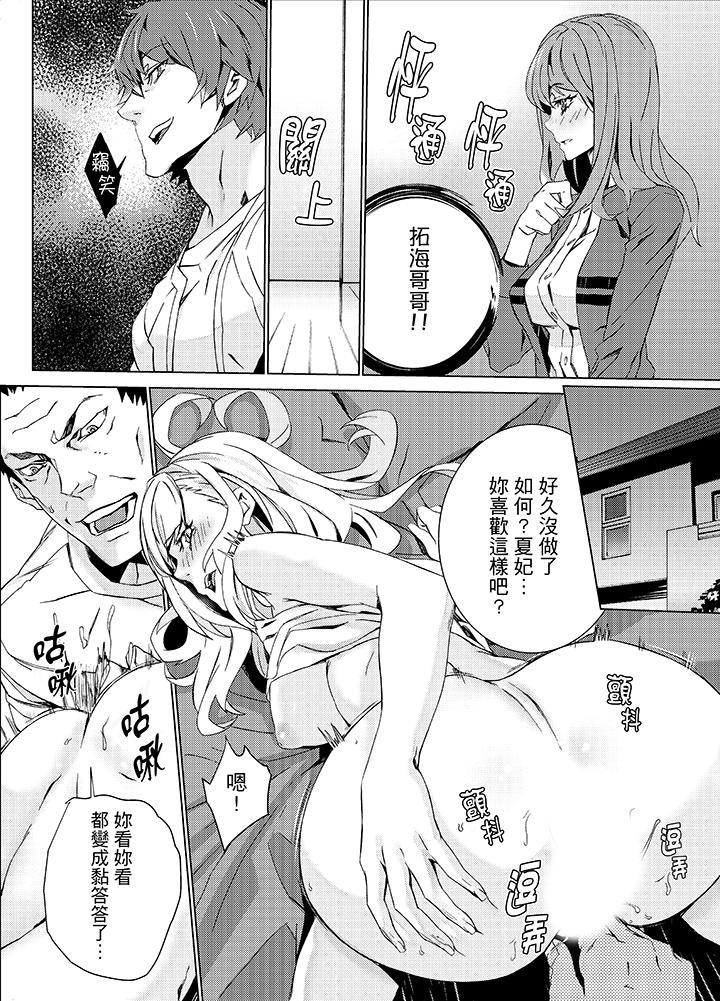 怦通
怦通
拓海哥哥!!
關上
竊笑
好久沒做了
如何?夏妃…
妳喜歡這樣吧?
顫抖
顫抖
逗弄
逗弄
嗯!
咕啾
咕啾
妳看妳看
都變成黏答答了…